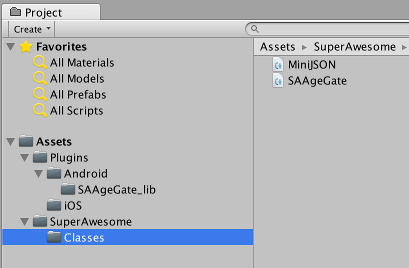 Project
Create
Favorites
All Materials
All Models
All Prefabs
All Scripts
Assets
Plugins
Android
SAAgeGate_lib
iOS
SuperAwesome
Classes
Assets ▸ SuperAwesome ▸
MiniJSON
SAAgeGate